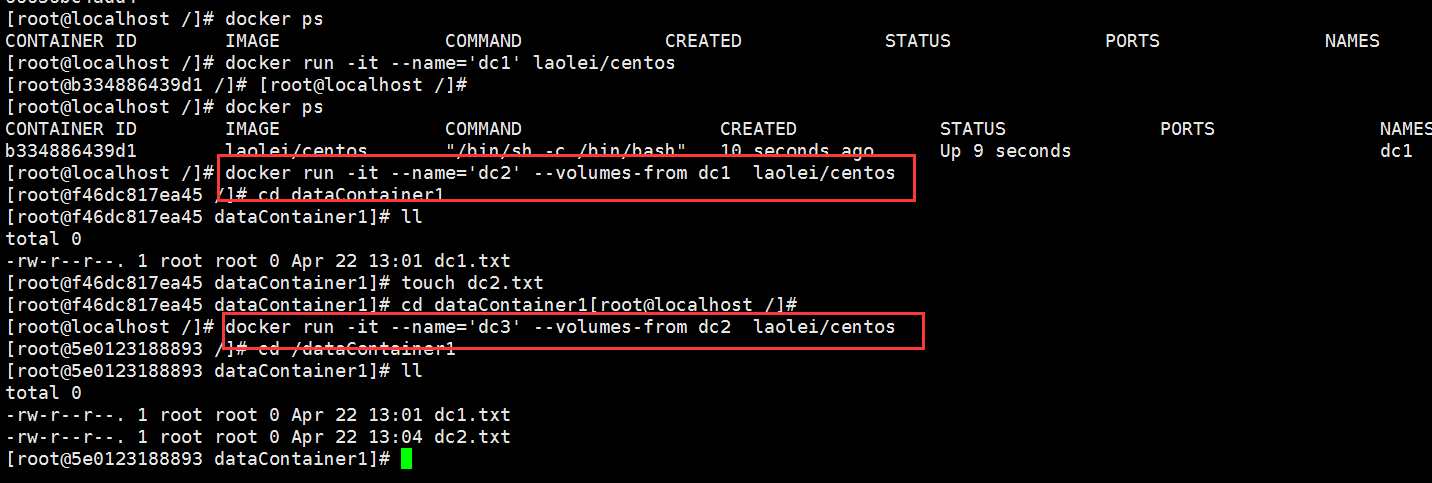 [root@localhost /]# docker ps
CONTAINER ID IMAGE COMMAND CREATED STATUS PORTS NAMES
[root@localhost /]# docker run -it --name='dc1' laolei/centos
[root@b334886439d1 /]# [root@localhost /]#
[root@localhost /]# docker ps
CONTAINER ID IMAGE COMMAND CREATED STATUS PORTS NAMES
b334886439d1 laolei/centos "/bin/sh -c /bin/bash" 10 seconds ago Up 9 seconds dc1
[root@localhost /]# docker run -it --name='dc2' --volumes-from dc1  laolei/centos
[root@f46dc817ea45 /]# cd dataContainer1
[root@f46dc817ea45 dataContainer1]# ll
total 0
-rw-r--r--. 1 root root 0 Apr 22 13:01 dc1.txt
[root@f46dc817ea45 dataContainer1]# touch dc2.txt
[root@f46dc817ea45 dataContainer1]# cd dataContainer1[root@localhost /]#
[root@localhost /]# docker run -it --name='dc3' --volumes-from dc2  laolei/centos
[root@5e0123188893 /]# cd /dataContainer1
[root@5e0123188893 dataContainer1]# ll
total 0
-rw-r--r--. 1 root root 0 Apr 22 13:01 dc1.txt
-rw-r--r--. 1 root root 0 Apr 22 13:04 dc2.txt
[root@5e0123188893 dataContainer1]#